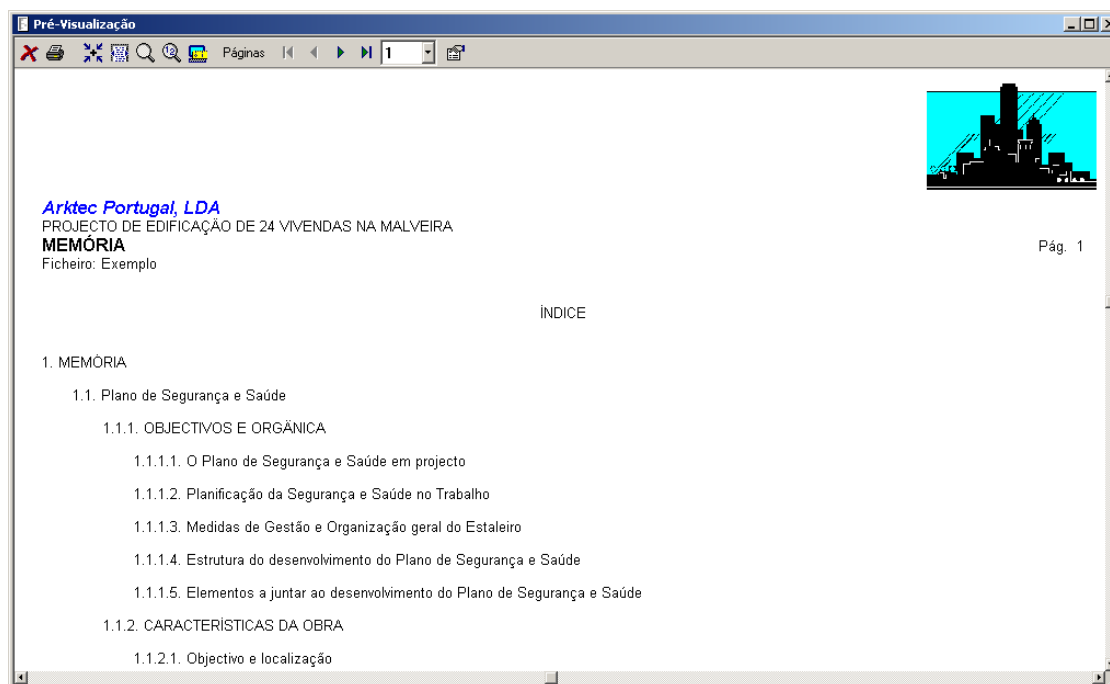 Pré-Visualização
Páginas 1
Arktec Portugal, LDA
PROJECTO DE EDIFICAÇÃO DE 24 VIVENDAS NA MALVEIRA
MEMÓRIA Pág. 1
Ficheiro: Exemplo
ÍNDICE
1. MEMÓRIA
1.1. Plano de Segurança e Saúde
1.1.1. OBJECTIVOS E ORGÂNICA
1.1.1.1. O Plano de Segurança e Saúde em projecto
1.1.1.2. Planificação da Segurança e Saúde no Trabalho
1.1.1.3. Medidas de Gestão e Organização geral do Estaleiro
1.1.1.4. Estrutura do desenvolvimento do Plano de Segurança e Saúde
1.1.1.5. Elementos a juntar ao desenvolvimento do Plano de Segurança e Saúde
1.1.2. CARACTERÍSTICAS DA OBRA
1.1.2.1. Objectivo e localização